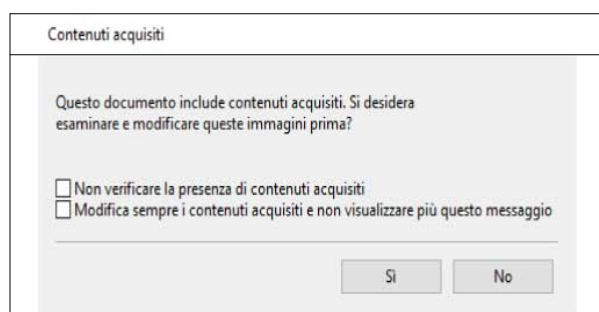 Contenuti acquisiti
Questo documento include contenuti acquisiti. Si desidera
esaminare e modificare queste immagini prima?
Non verificare la presenza di contenuti acquisiti
Modifica sempre i contenuti acquisiti e non visualizzare più questo messaggio
Sì
No